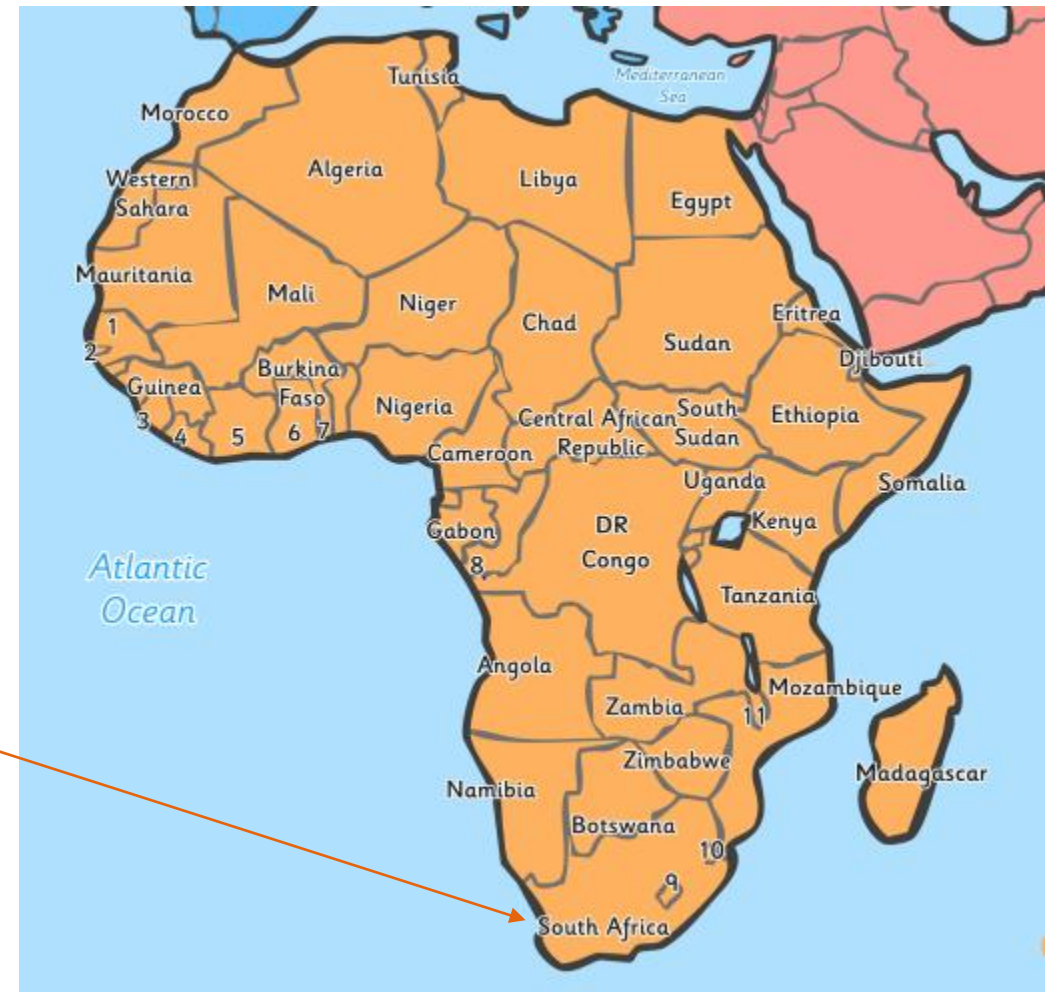 Mediterranean
Sea
Tunisia
Morocco
Algeria
Libya
Egypt
Western
Sahara
Mauritania
Mali
Niger
Chad
Sudan
Eritrea
Djibouti
1
2
Guinea
Burkina
Faso
Nigeria
3
4
5
6
7
Central African
Republic
South
Sudan
Ethiopia
Cameroon
Uganda
Somalia
Gabon
DR
Congo
Kenya
8
Atlantic
Ocean
Tanzania
Angola
Zambia
Mozambique
11
Zimbabwe
Namibia
Madagascar
Botswana
10
9
South Africa